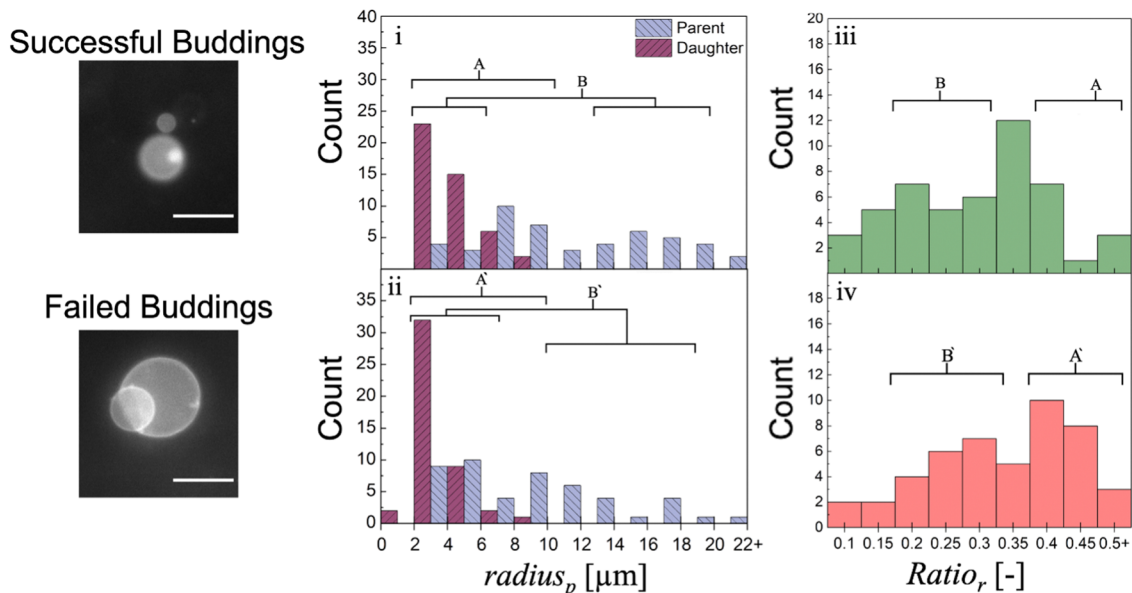 Successful Buddings
Failed Buddings
i
Parent
Daughter
A
B
Count
40
35
30
25
20
15
10
5
ii
A`
B`
Count
35
30
25
20
15
10
5
0
0 2 4 6 8 10 12 14 16 18 20 22+
radius_p [µm]
iii
B
A
Count
20
18
16
14
12
10
8
6
4
2
iv
B`
A`
Count
18
16
14
12
10
8
6
4
2
0
0.1 0.15 0.2 0.25 0.3 0.35 0.4 0.45 0.5+
Ratio_r [-]